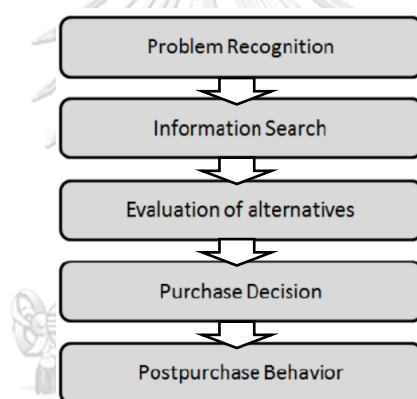 Problem Recognition
Information Search
Evaluation of alternatives
Purchase Decision
Postpurchase Behavior